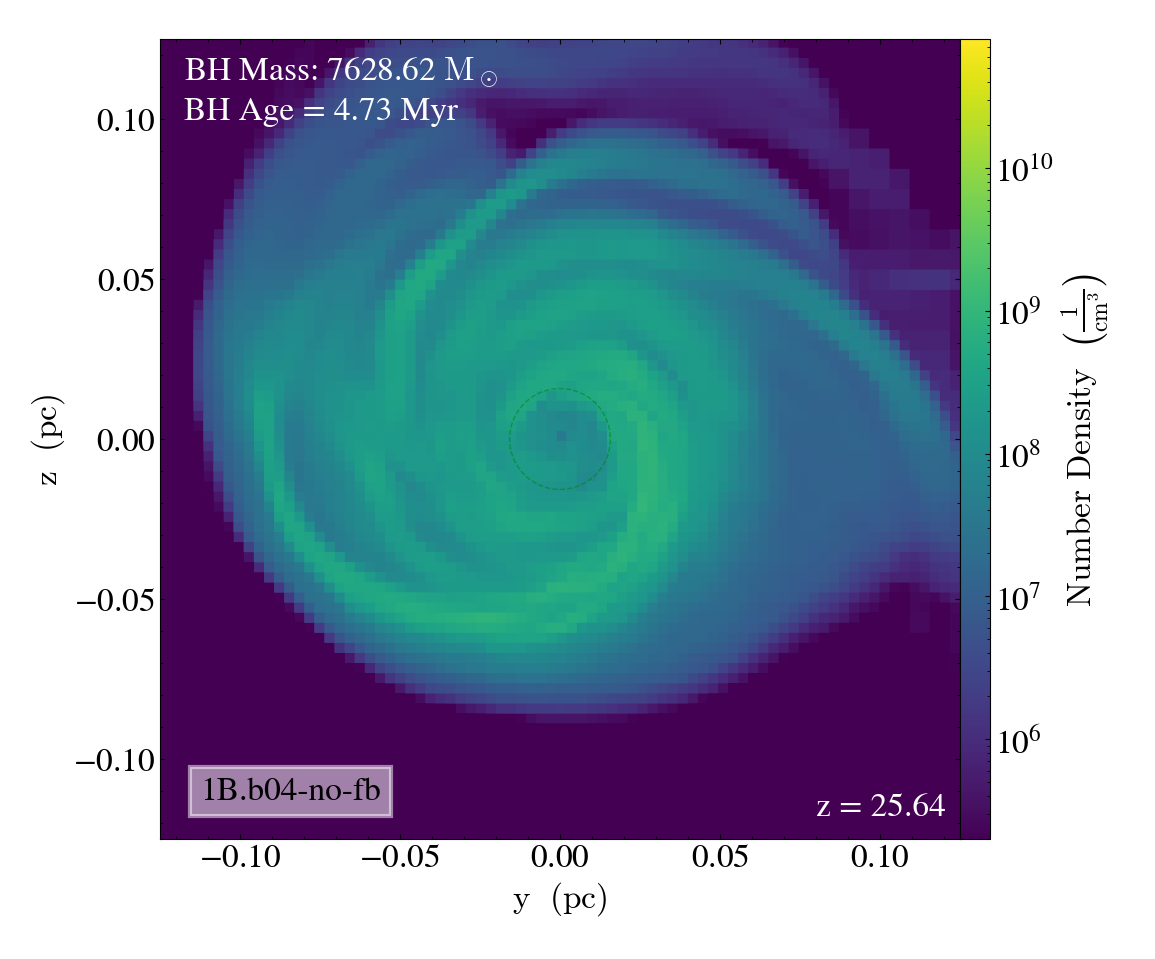 BH Mass: 7628.62 M☉
BH Age = 4.73 Myr
0.10
0.05
0.00
−0.05
−0.10
z (pc)
1B.b04-no-fb
z = 25.64
−0.10 −0.05 0.00 0.05 0.10
y (pc)
10¹⁰
10⁹
10⁸
10⁷
10⁶
Number Density (1/cm³)